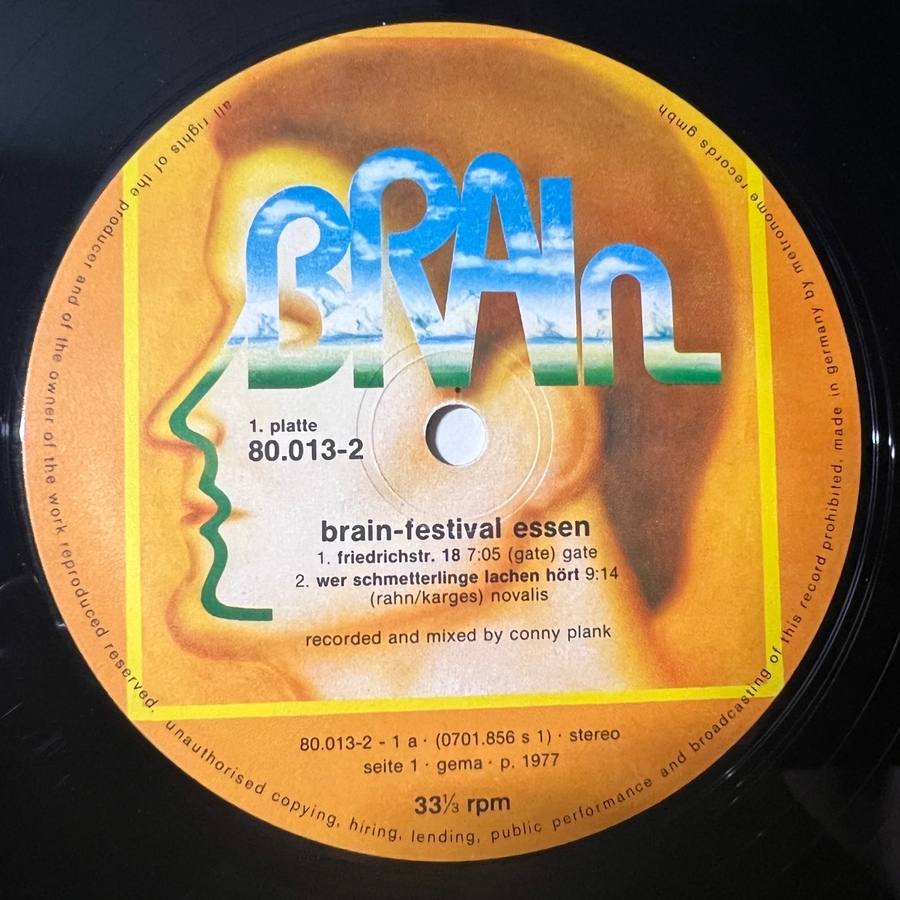 BRAIn
1. platte
80.013-2
brain-festival essen
1. friedrichstr. 18 7:05 (gate) gate
2. wer schmetterlinge lachen hört 9:14
(rahn/karges) novalis
recorded and mixed by conny plank
80.013-2 - 1 a · (0701.856 s 1) · stereo
seite 1 · gema · p. 1977
33⅓ rpm
all rights of the producer and of the owner of the work reproduced reserved. unauthorised copying, hiring, lending, public performance and broadcasting of this record prohibited. made in germany by metronome records gmbh